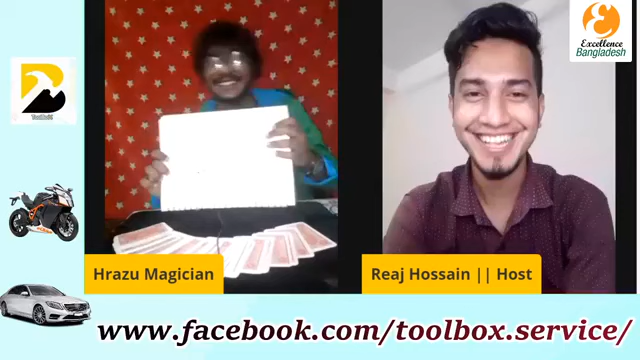 Excellence
Bangladesh
Hrazu Magician
Reaj Hossain || Host
www.facebook.com/toolbox.service/